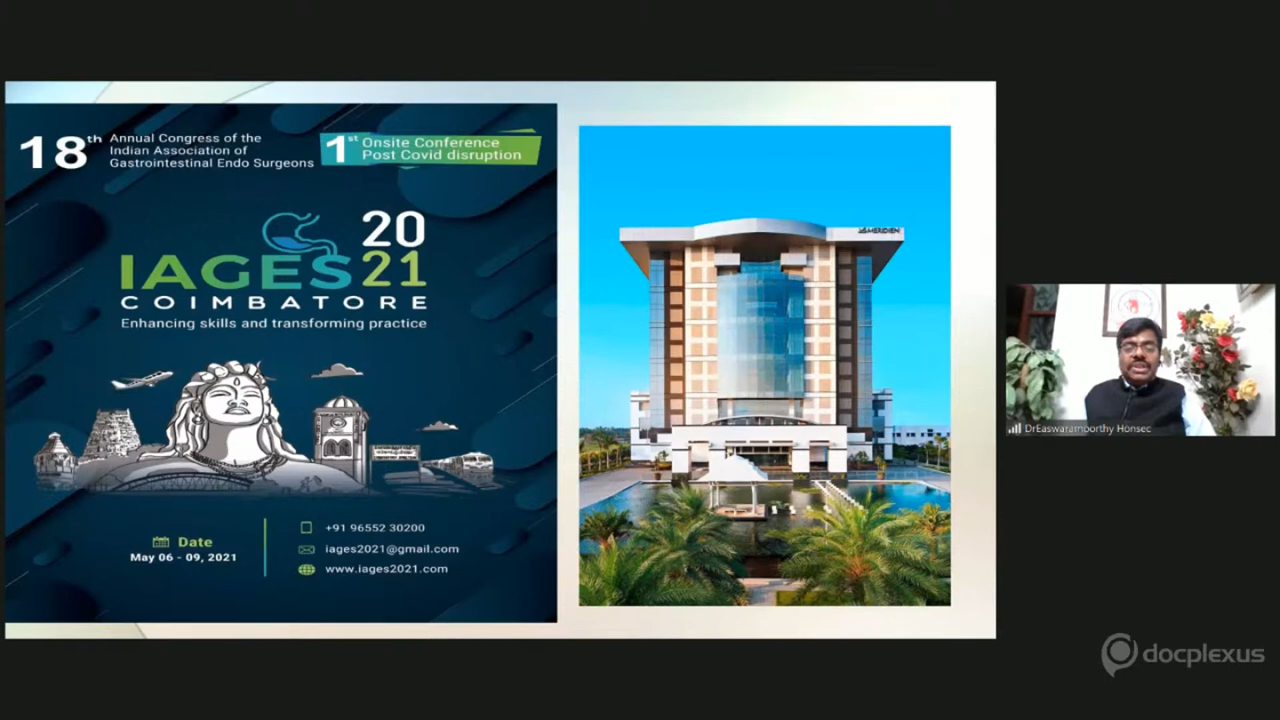 18th Annual Congress of the
Indian Association of
Gastrointestinal Endo Surgeons
1st Onsite Conference
Post Covid disruption
IAGES 2021
COIMBATORE
Enhancing skills and transforming practice
Date
May 06 - 09, 2021
+91 96552 30200
iages2021@gmail.com
www.iages2021.com
MERIDIEN
DrEaswaramoorthy Honsec
docplexus